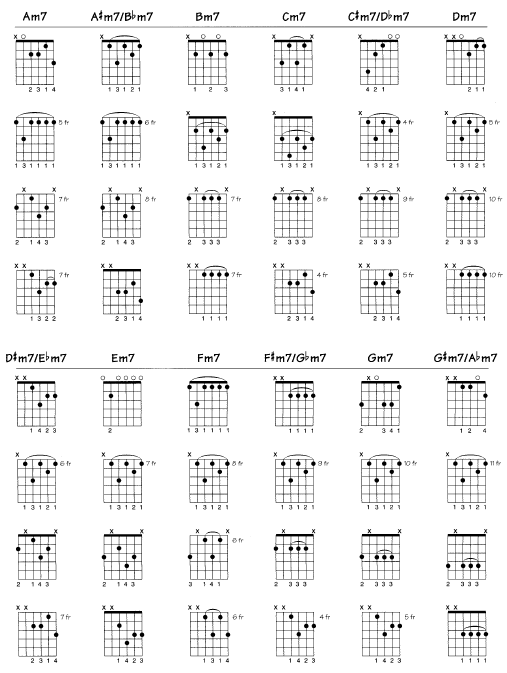 Am7 A♯m7/B♭m7 Bm7 Cm7 C♯m7/D♭m7 Dm7
X O X X O O X X O O X X O
2 3 1 4 1 3 1 2 1 1 2 3 3 1 4 1 4 2 1 2 1 1
X X X X
5 fr 6 fr 4 fr 5 fr
1 3 1 1 1 1 1 3 1 1 1 1 1 3 1 2 1 1 3 1 2 1 1 3 1 2 1 1 3 1 2 1
X X X X X X X X X X
7 fr 8 fr 7 fr 8 fr 9 fr 10 fr
2 1 4 3 2 1 4 3 2 3 3 3 2 3 3 3 2 3 3 3 2 3 3 3
X X X X X X X X X X X X
7 fr 7 fr 4 fr 5 fr 10 fr
1 3 2 2 2 3 1 4 1 1 1 1 2 3 1 4 2 3 1 4 1 1 1 1
D♯m7/E♭m7 Em7 Fm7 F♯m7/G♭m7 Gm7 G♯m7/A♭m7
X X O O O O O X X X O X X
1 4 2 3 2 1 3 1 1 1 1 1 1 1 1 2 3 4 1 1 2 4
X X X X X X
6 fr 7 fr 8 fr 9 fr 10 fr 11 fr
1 3 1 2 1 1 3 1 2 1 1 3 1 2 1 1 3 1 2 1 1 3 1 2 1 1 3 1 2 1
X X X X X X X X X
8 fr
2 1 4 3 2 1 4 3 3 1 2 1 2 3 3 3 2 3 3 3 2 3 3 3
X X X X X X X X X X X X
7 fr 6 fr 4 fr 5 fr
2 3 1 4 1 4 2 3 1 3 1 4 1 4 2 3 1 4 2 3 1 1 1 1